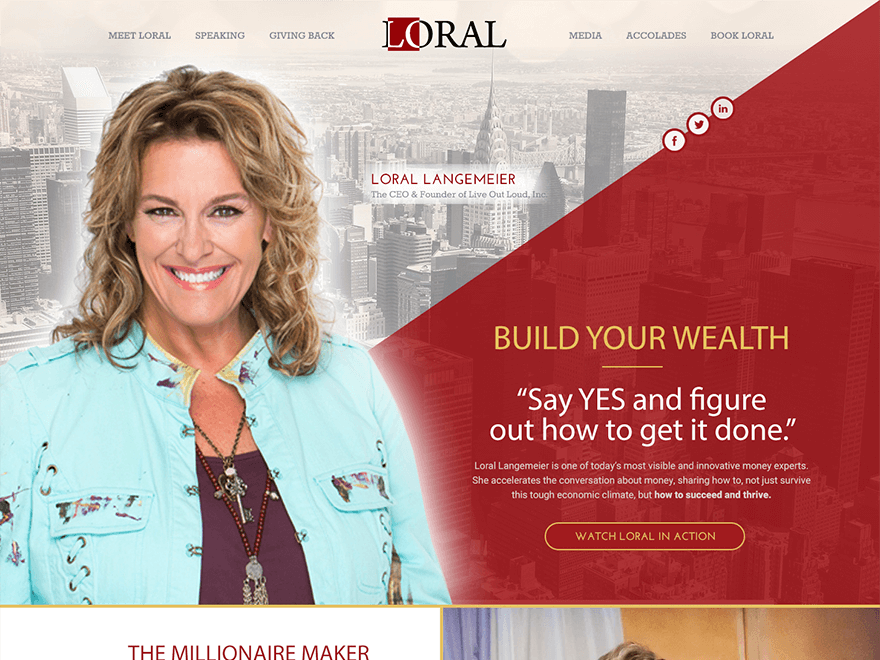 MEET LORAL
SPEAKING
GIVING BACK
LORAL
MEDIA
ACCOLADES
BOOK LORAL
f
in
LORAL LANGEMEIER
The CEO & Founder of Live Out Loud, Inc.
BUILD YOUR WEALTH
“Say YES and figure
out how to get it done.”
Loral Langemeier is one of today's most visible and innovative money experts.
She accelerates the conversation about money, sharing how to, not just survive
this tough economic climate, but how to succeed and thrive.
WATCH LORAL IN ACTION
THE MILLIONAIRE MAKER